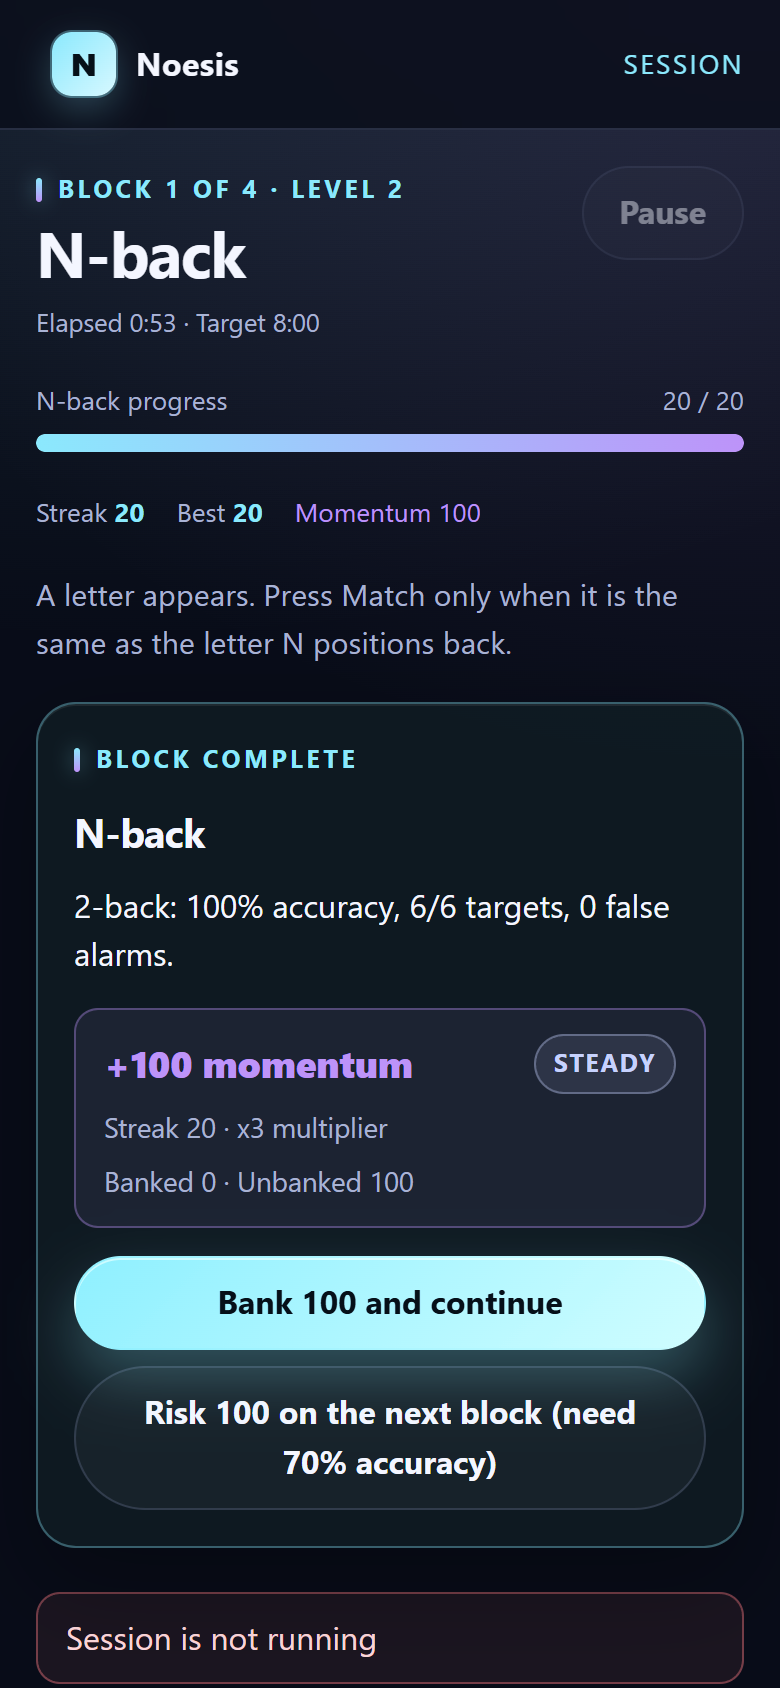 N Noesis SESSION
BLOCK 1 OF 4 · LEVEL 2
Pause
N-back
Elapsed 0:53 · Target 8:00
N-back progress 20 / 20
Streak 20 Best 20 Momentum 100
A letter appears. Press Match only when it is the
same as the letter N positions back.
BLOCK COMPLETE
N-back
2-back: 100% accuracy, 6/6 targets, 0 false
alarms.
+100 momentum STEADY
Streak 20 · x3 multiplier
Banked 0 · Unbanked 100
Bank 100 and continue
Risk 100 on the next block (need
70% accuracy)
Session is not running